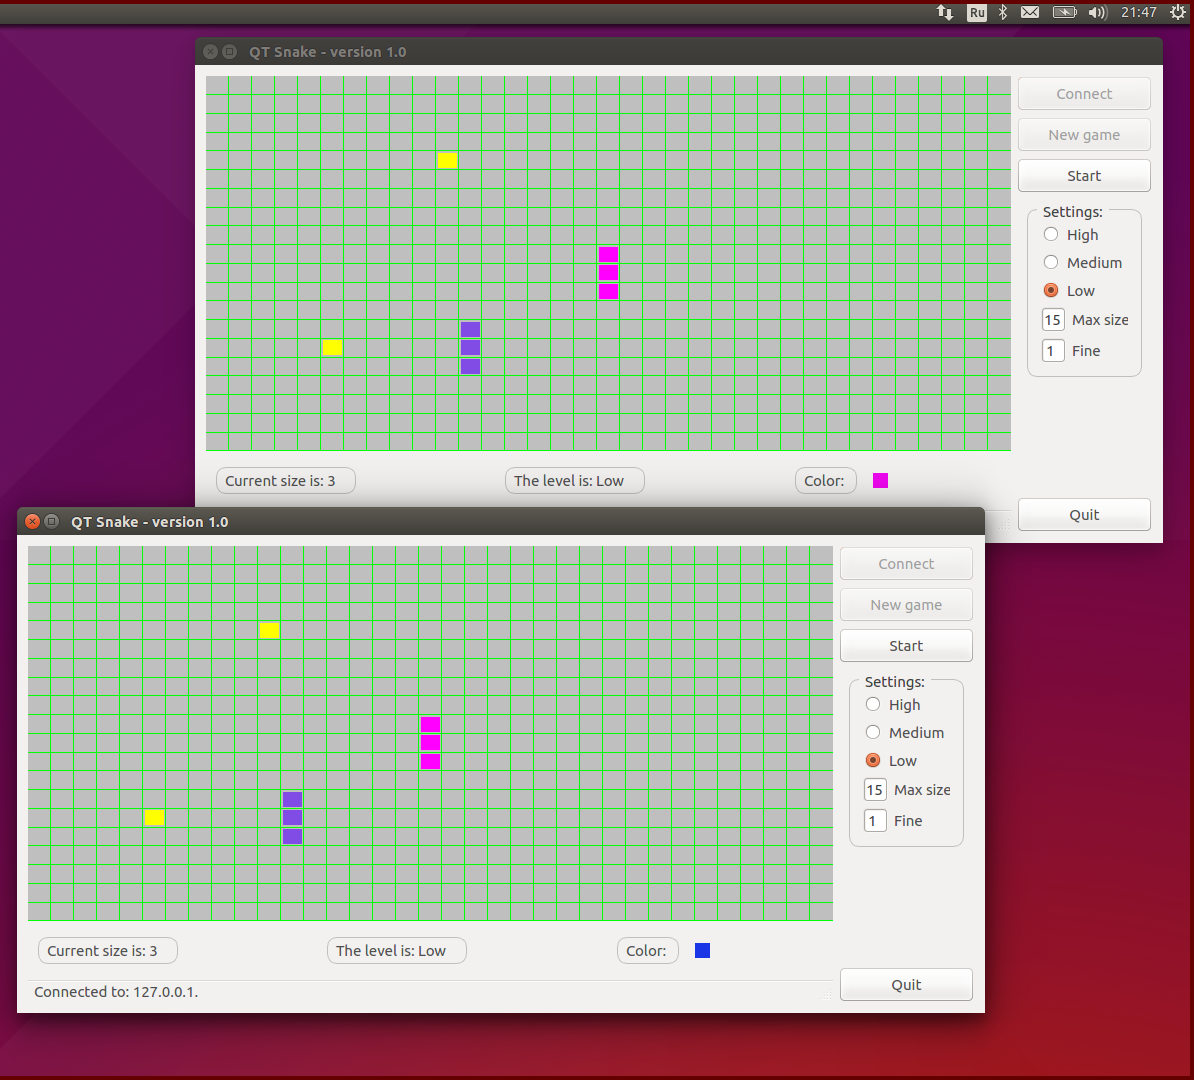 Ru 21:47
QT Snake - version 1.0
Connect
New game
Start
Settings:
High
Medium
Low
15 Max size
1 Fine
Current size is: 3 The level is: Low Color:
Quit
QT Snake - version 1.0
Connect
New game
Start
Settings:
High
Medium
Low
15 Max size
1 Fine
Current size is: 3 The level is: Low Color:
Connected to: 127.0.0.1.
Quit